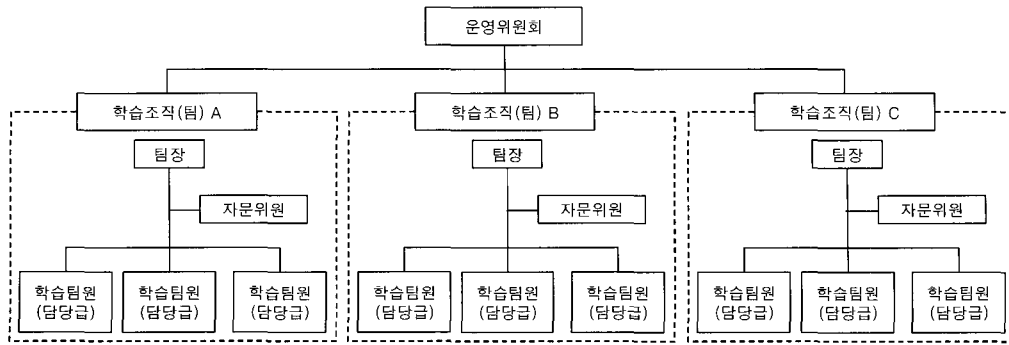 운영위원회
학습조직(팀) A
학습조직(팀) B
학습조직(팀) C
팀장
팀장
팀장
자문위원
자문위원
자문위원
학습팀원
(담당급)
학습팀원
(담당급)
학습팀원
(담당급)
학습팀원
(담당급)
학습팀원
(담당급)
학습팀원
(담당급)
학습팀원
(담당급)
학습팀원
(담당급)
학습팀원
(담당급)